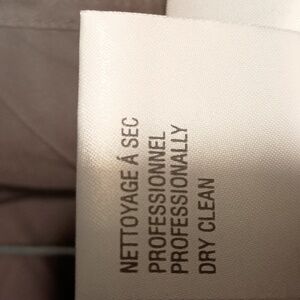 NETTOYAGE Á SEC
PROFESSIONNEL
PROFESSIONALLY
DRY CLEAN